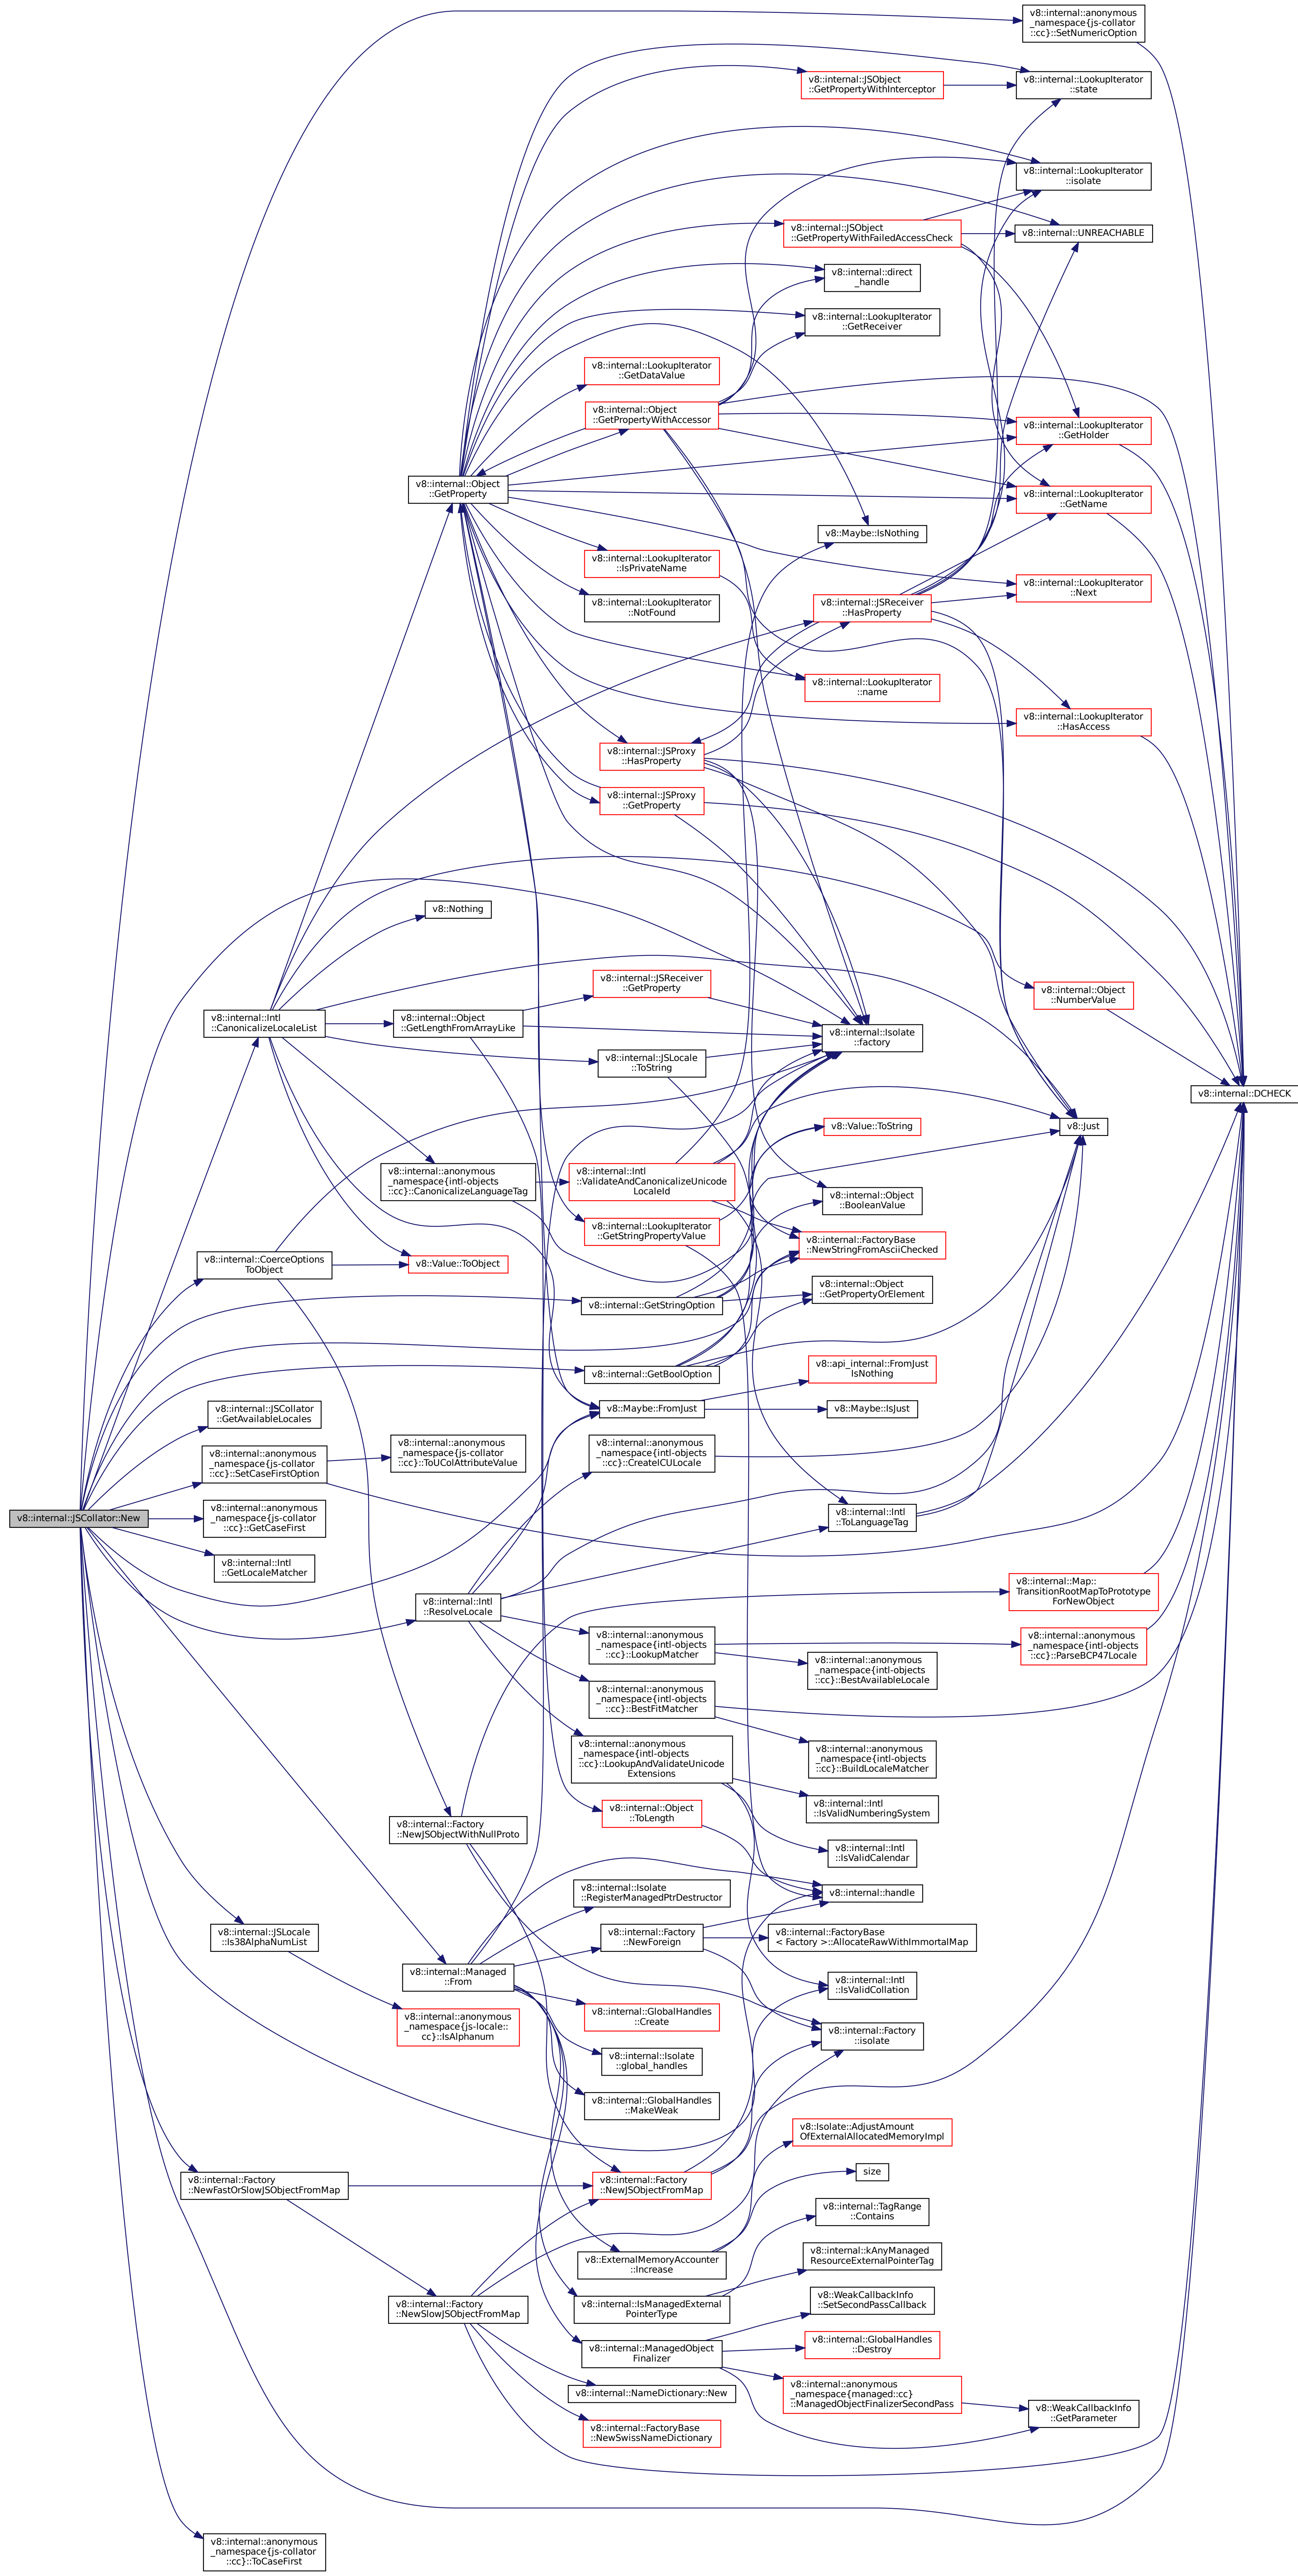 v8::internal::anonymous
_namespace{js-collator
::cc}::SetNumericOption
v8::internal::JSObject
::GetPropertyWithInterceptor
v8::internal::LookupIterator
::state
v8::internal::LookupIterator
::isolate
v8::internal::JSObject
::GetPropertyWithFailedAccessCheck
v8::internal::UNREACHABLE
v8::internal::direct
_handle
v8::internal::LookupIterator
::GetReceiver
v8::internal::LookupIterator
::GetDataValue
v8::internal::Object
::GetPropertyWithAccessor
v8::internal::LookupIterator
::GetHolder
v8::internal::Object
::GetProperty
v8::internal::LookupIterator
::GetName
v8::Maybe::IsNothing
v8::internal::LookupIterator
::IsPrivateName
v8::internal::LookupIterator
::Next
v8::internal::LookupIterator
::NotFound
v8::internal::JSReceiver
::HasProperty
v8::internal::LookupIterator
::name
v8::internal::LookupIterator
::HasAccess
v8::internal::JSProxy
::HasProperty
v8::internal::JSProxy
::GetProperty
v8::Nothing
v8::internal::JSReceiver
::GetProperty
v8::internal::Object
::NumberValue
v8::internal::Intl
::CanonicalizeLocaleList
v8::internal::Object
::GetLengthFromArrayLike
v8::internal::Isolate
::factory
v8::internal::JSLocale
::ToString
v8::internal::DCHECK
v8::Value::ToString
v8::Just
v8::internal::anonymous
_namespace{intl-objects
::cc}::CanonicalizeLanguageTag
v8::internal::Intl
::ValidateAndCanonicalizeUnicode
LocaleId
v8::internal::Object
::BooleanValue
v8::internal::LookupIterator
::GetStringPropertyValue
v8::internal::FactoryBase
::NewStringFromAsciiChecked
v8::internal::CoerceOptions
ToObject
v8::Value::ToObject
v8::internal::Object
::GetPropertyOrElement
v8::internal::GetStringOption
v8::internal::GetBoolOption
v8::api_internal::FromJust
IsNothing
v8::internal::JSCollator
::GetAvailableLocales
v8::Maybe::FromJust
v8::Maybe::IsJust
v8::internal::anonymous
_namespace{js-collator
::cc}::SetCaseFirstOption
v8::internal::anonymous
_namespace{js-collator
::cc}::ToUColAttributeValue
v8::internal::anonymous
_namespace{intl-objects
::cc}::CreateICULocale
v8::internal::JSCollator::New
v8::internal::anonymous
_namespace{js-collator
::cc}::GetCaseFirst
v8::internal::Intl
::ToLanguageTag
v8::internal::Intl
::GetLocaleMatcher
v8::internal::Intl
::ResolveLocale
v8::internal::Map::
TransitionRootMapToPrototype
ForNewObject
v8::internal::anonymous
_namespace{intl-objects
::cc}::LookupMatcher
v8::internal::anonymous
_namespace{intl-objects
::cc}::ParseBCP47Locale
v8::internal::anonymous
_namespace{intl-objects
::cc}::BestAvailableLocale
v8::internal::anonymous
_namespace{intl-objects
::cc}::BestFitMatcher
v8::internal::anonymous
_namespace{intl-objects
::cc}::BuildLocaleMatcher
v8::internal::anonymous
_namespace{intl-objects
::cc}::LookupAndValidateUnicode
Extensions
v8::internal::Intl
::IsValidNumberingSystem
v8::internal::Object
::ToLength
v8::internal::Factory
::NewJSObjectWithNullProto
v8::internal::Intl
::IsValidCalendar
v8::internal::Isolate
::RegisterManagedPtrDestructor
v8::internal::handle
v8::internal::JSLocale
::Is38AlphaNumList
v8::internal::Factory
::NewForeign
v8::internal::FactoryBase
< Factory >::AllocateRawWithImmortalMap
v8::internal::Managed
::From
v8::internal::Intl
::IsValidCollation
v8::internal::anonymous
_namespace{js-locale::
cc}::IsAlphanum
v8::internal::GlobalHandles
::Create
v8::internal::Factory
::isolate
v8::internal::Isolate
::global_handles
v8::internal::GlobalHandles
::MakeWeak
v8::Isolate::AdjustAmount
OfExternalAllocatedMemoryImpl
v8::internal::Factory
::NewFastOrSlowJSObjectFromMap
v8::internal::Factory
::NewJSObjectFromMap
size
v8::internal::TagRange
::Contains
v8::ExternalMemoryAccounter
::Increase
v8::internal::kAnyManaged
ResourceExternalPointerTag
v8::internal::Factory
::NewSlowJSObjectFromMap
v8::internal::IsManagedExternal
PointerType
v8::WeakCallbackInfo
::SetSecondPassCallback
v8::internal::ManagedObject
Finalizer
v8::internal::GlobalHandles
::Destroy
v8::internal::NameDictionary::New
v8::internal::anonymous
_namespace{managed::cc}
::ManagedObjectFinalizerSecondPass
v8::WeakCallbackInfo
::GetParameter
v8::internal::FactoryBase
::NewSwissNameDictionary
v8::internal::anonymous
_namespace{js-collator
::cc}::ToCaseFirst